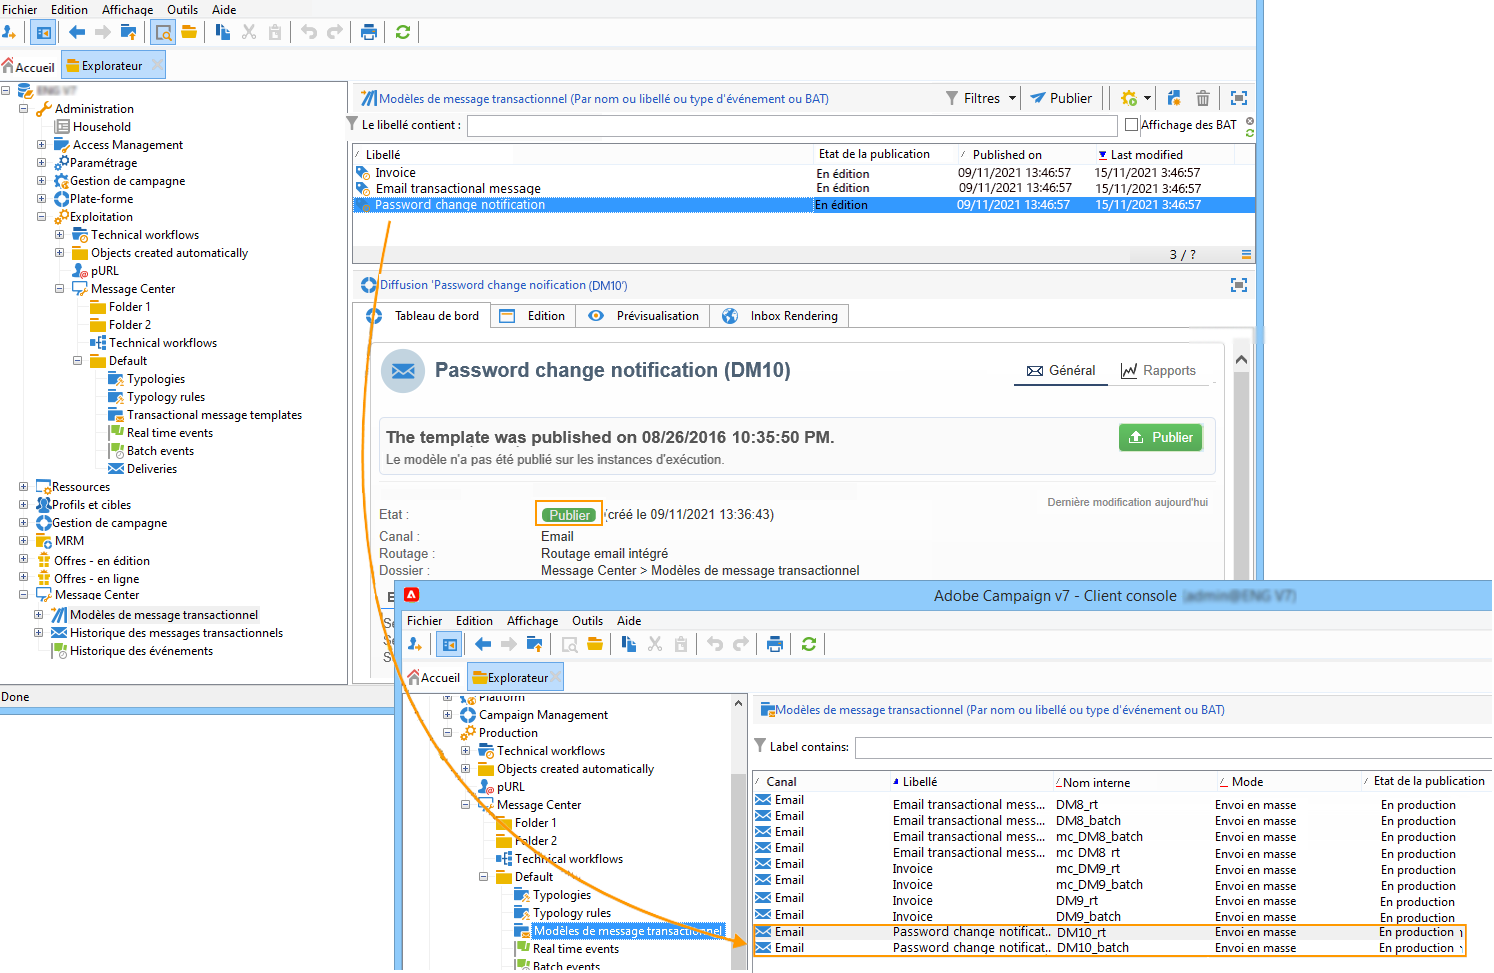 Fichier Edition Affichage Outils Aide
Accueil Explorateur
Administration
Household
Access Management
Paramétrage
Gestion de campagne
Plate-forme
Exploitation
Technical workflows
Objects created automatically
pURL
Message Center
Folder 1
Folder 2
Technical workflows
Default
Typologies
Typology rules
Transactional message templates
Real time events
Batch events
Deliveries
Ressources
Profils et cibles
Gestion de campagne
MRM
Offres - en édition
Offres - en ligne
Message Center
Modèles de message transactionnel
Historique des messages transactionnels
Historique des événements
Done
Modèles de message transactionnel (Par nom ou libellé ou type d'événement ou BAT) Filtres Publier
Le libellé contient : Affichage des BAT
Libellé Etat de la publication Published on Last modified
Invoice En édition 09/11/2021 13:46:57 15/11/2021 3:46:57
Email transactional message En édition 09/11/2021 13:46:57 15/11/2021 3:46:57
Password change notification En édition 09/11/2021 13:46:57 15/11/2021 3:46:57
3 / ?
Diffusion 'Password change noification (DM10')
Tableau de bord Edition Prévisualisation Inbox Rendering
Password change notification (DM10) Général Rapports
The template was published on 08/26/2016 10:35:50 PM. Publier
Le modèle n'a pas été publié sur les instances d'exécution.
Dernière modification aujourd'hui
Etat : Publier (créé le 09/11/2021 13:36:43)
Canal : Email
Routage : Routage email intégré
Dossier : Message Center > Modèles de message transactionnel
Adobe Campaign v7 - Client console
Fichier Edition Affichage Outils Aide
Accueil Explorateur
Platform
Campaign Management
Production
Technical workflows
Objects created automatically
pURL
Message Center
Folder 1
Folder 2
Technical workflows
Default
Typologies
Typology rules
Modèles de message transactionnel
Real time events
Batch events
Modèles de message transactionnel (Par nom ou libellé ou type d'événement ou BAT)
Label contains:
Canal Libellé Nom interne Mode Etat de la publication
Email Email transactional mess... DM8_rt Envoi en masse En production
Email Email transactional mess... DM8_batch Envoi en masse En production
Email Email transactional mess... mc_DM8_batch Envoi en masse En production
Email Email transactional mess... mc DM8 rt Envoi en masse En production
Email Invoice mc_DM9_rt Envoi en masse En production
Email Invoice mc_DM9_batch Envoi en masse En production
Email Invoice DM9_rt Envoi en masse En production
Email Invoice DM9_batch Envoi en masse En production
Email Password change notificat.. DM10_rt Envoi en masse En production
Email Password change notificat... DM10_batch Envoi en masse En production